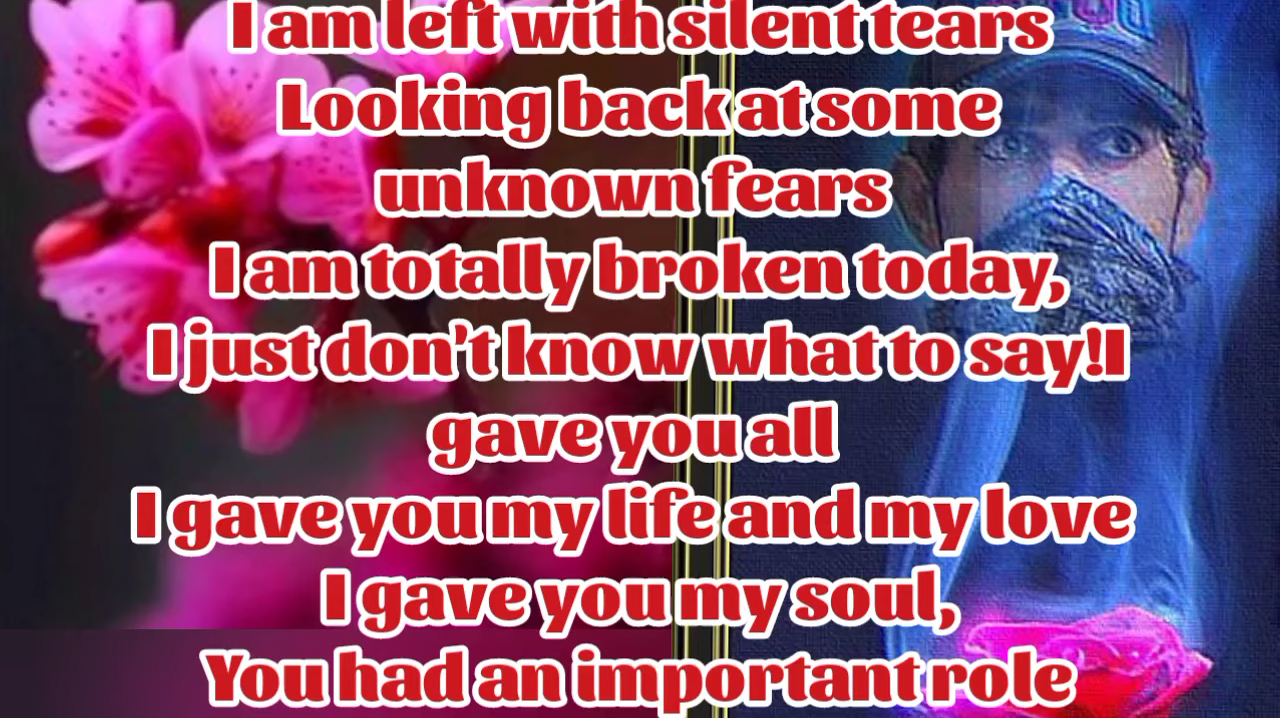 I am left with silent tears
Looking back at some
unknown fears
I am totally broken today,
I just don't know what to say!I
gave you all
I gave you my life and my love
I gave you my soul,
You had an important role